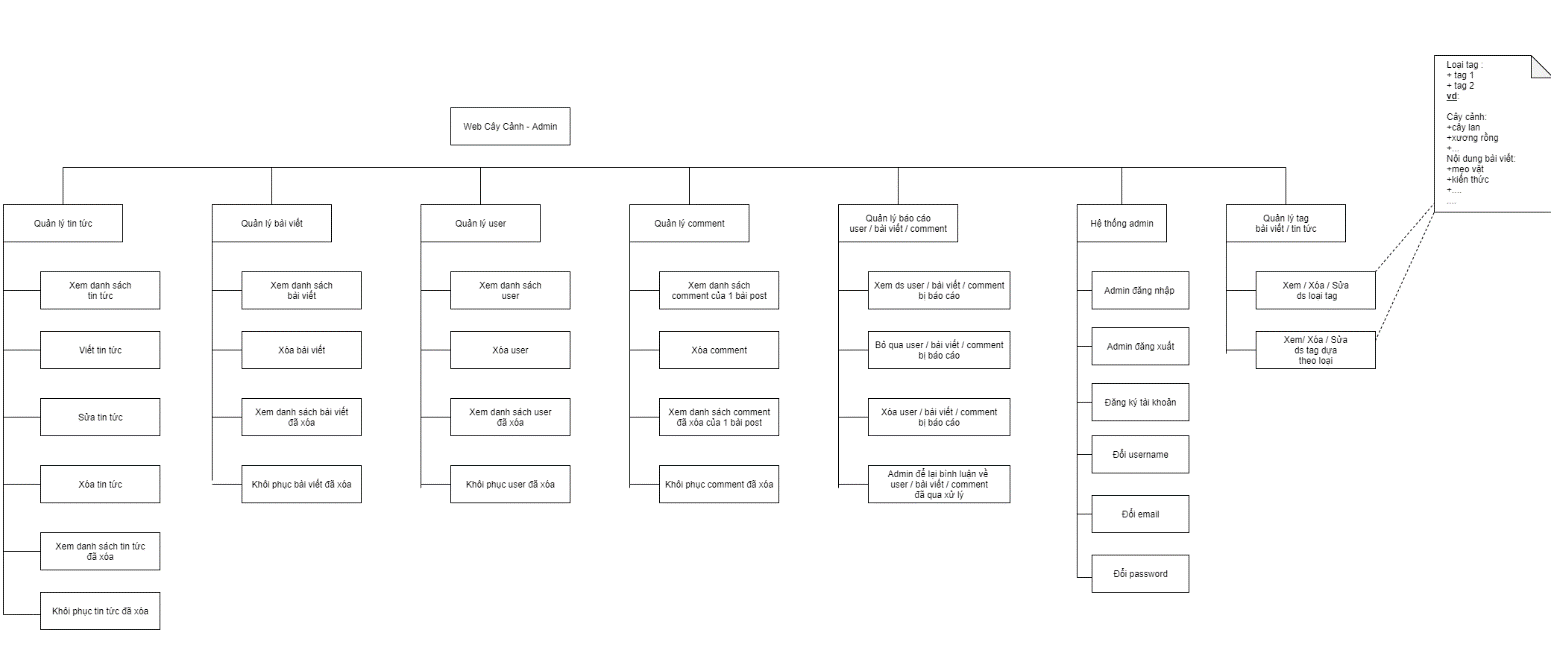 Web Cây Cảnh - Admin
Quản lý tin tức
Xem danh sách
tin tức
Viết tin tức
Sửa tin tức
Xóa tin tức
Xem danh sách tin tức
đã xóa
Khôi phục tin tức đã xóa
Quản lý bài viết
Xem danh sách
bài viết
Xóa bài viết
Xem danh sách bài viết
đã xóa
Khôi phục bài viết đã xóa
Quản lý user
Xem danh sách
user
Xóa user
Xem danh sách user
đã xóa
Khôi phục user đã xóa
Quản lý comment
Xem danh sách
comment của 1 bài post
Xóa comment
Xem danh sách comment
đã xóa của 1 bài post
Khôi phục comment đã xóa
Quản lý báo cáo
user / bài viết / comment
Xem ds user / bài viết / comment
bị báo cáo
Bỏ qua user / bài viết / comment
bị báo cáo
Xóa user / bài viết / comment
bị báo cáo
Admin để lại bình luận về
user / bài viết / comment
đã qua xử lý
Hệ thống admin
Admin đăng nhập
Admin đăng xuất
Đăng ký tài khoản
Đổi username
Đổi email
Đổi password
Quản lý tag
bài viết / tin tức
Xem / Xóa / Sửa
ds loại tag
Xem/ Xóa / Sửa
ds tag dựa
theo loại
Loại tag :
+ tag 1
+ tag 2
vd:
Cây cảnh:
+cây lan
+xương rồng
+...
Nội dung bài viết:
+mẹo vặt
+kiến thức
+....
....